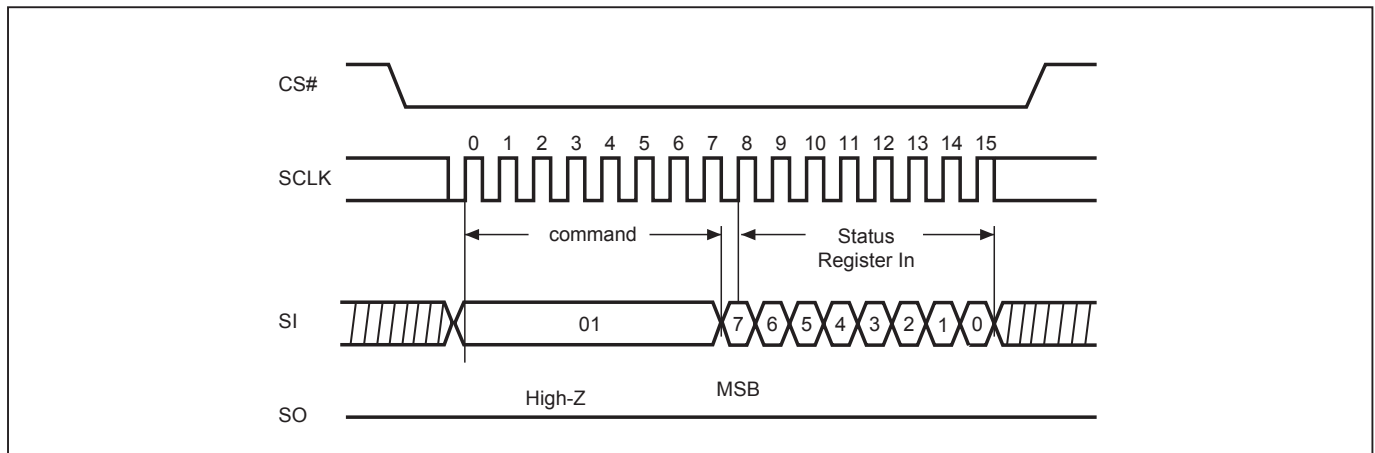 CS#
0 1 2 3 4 5 6 7 8 9 10 11 12 13 14 15
SCLK
command
Status
Register In
SI
01
7 6 5 4 3 2 1 0
High-Z
MSB
SO